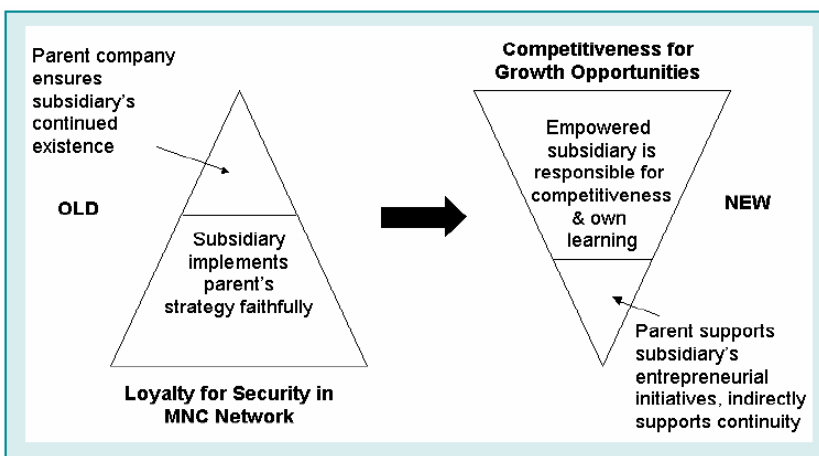 Parent company
ensures
subsidiary's
continued
existence
OLD
Subsidiary
implements
parent's
strategy faithfully
Loyalty for Security in
MNC Network
Competitiveness for
Growth Opportunities
Empowered
subsidiary is
responsible for
competitiveness
& own
learning
NEW
Parent supports
subsidiary's
entrepreneurial
initiatives, indirectly
supports continuity